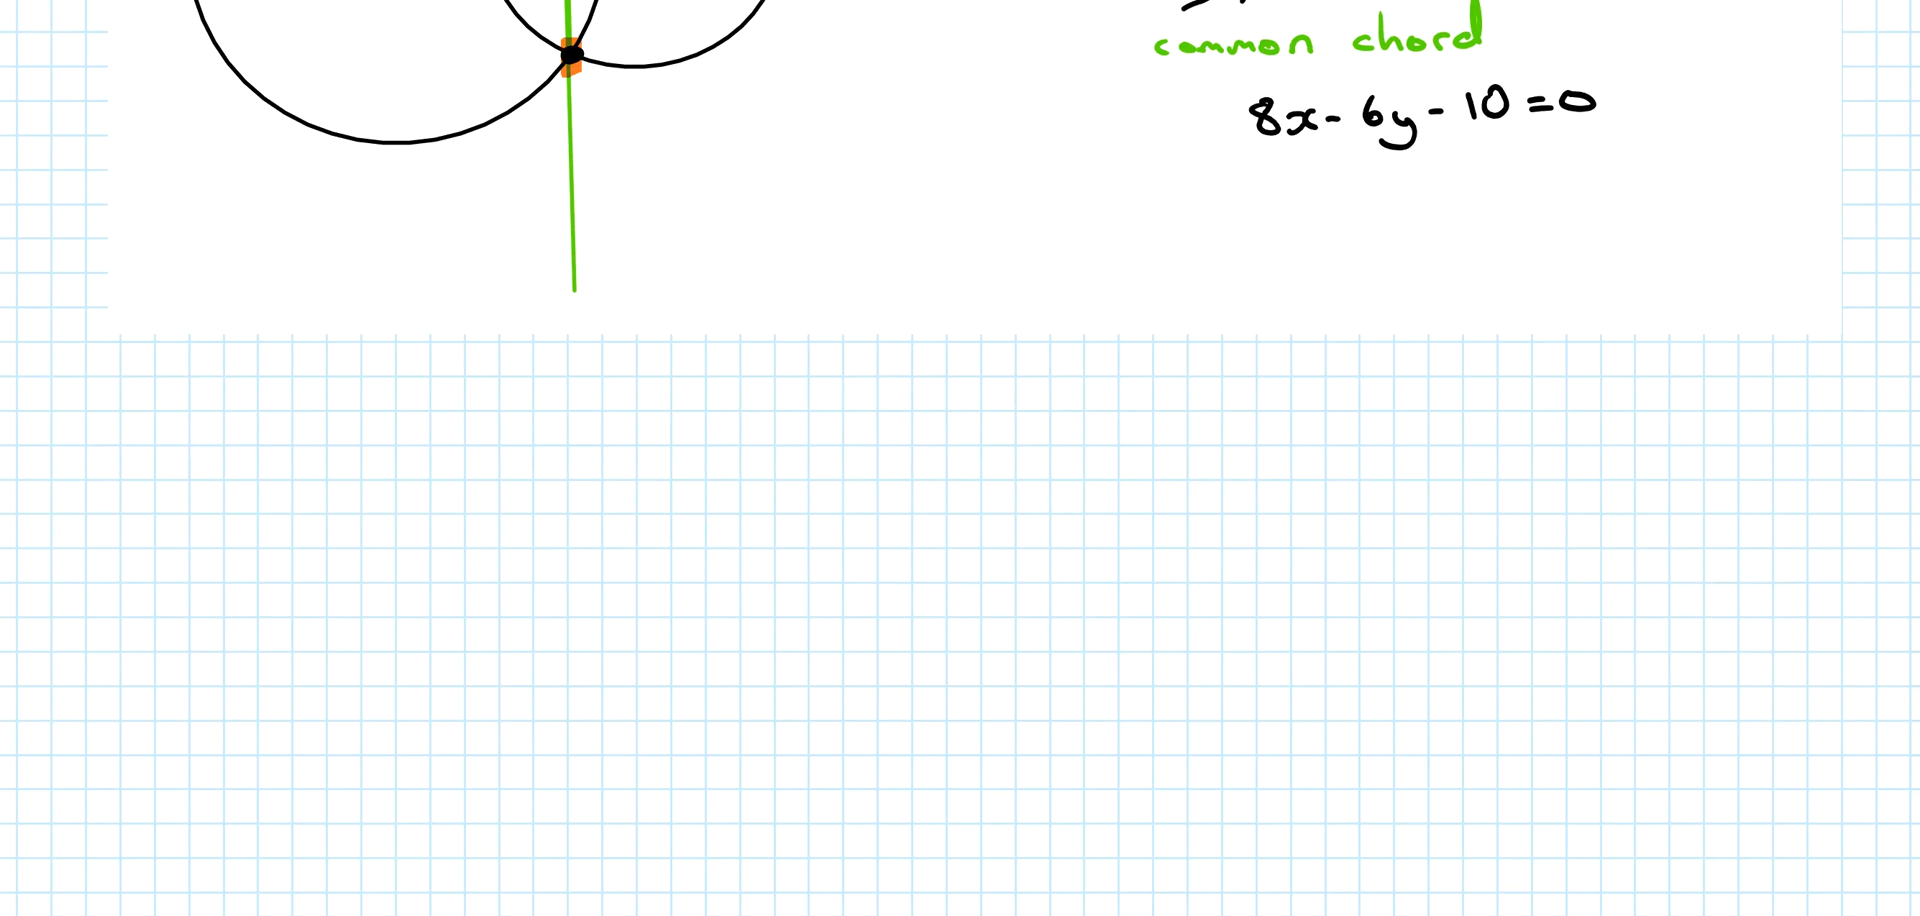 common chord
8x - 6y - 10 = 0